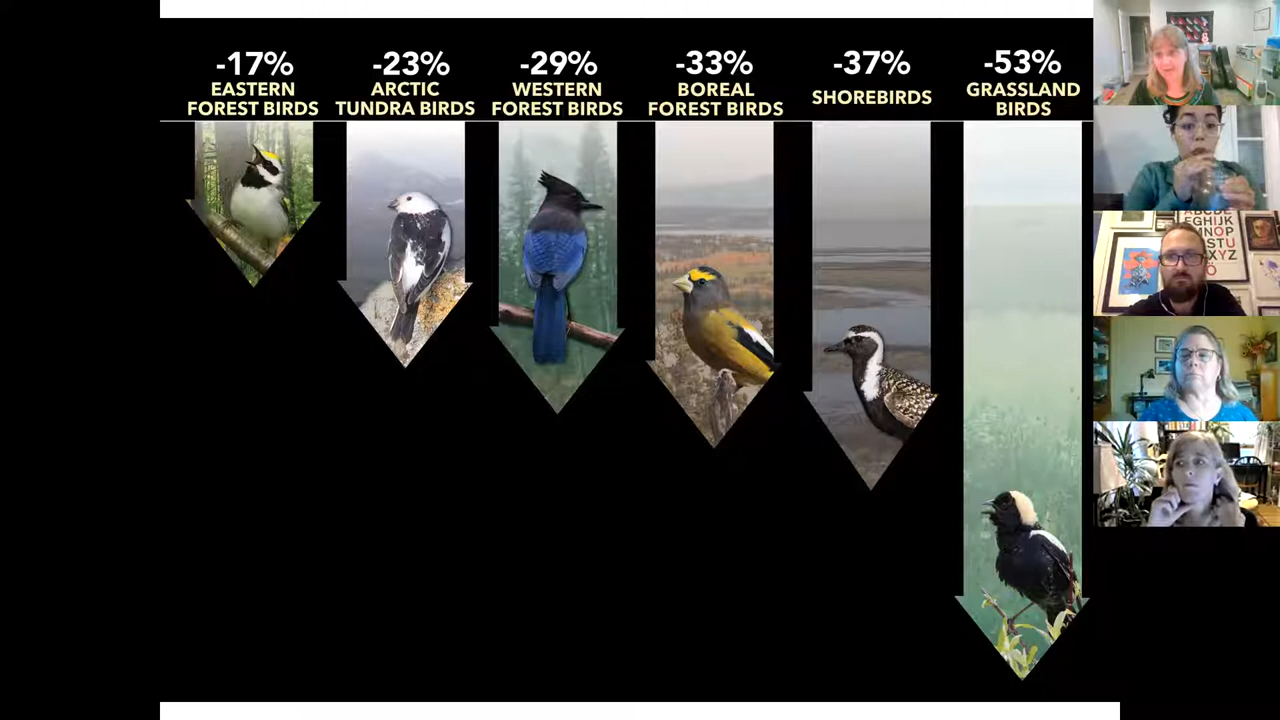 -17%
EASTERN
FOREST BIRDS
-23%
ARCTIC
TUNDRA BIRDS
-29%
WESTERN
FOREST BIRDS
-33%
BOREAL
FOREST BIRDS
-37%
SHOREBIRDS
-53%
GRASSLAND
BIRDS